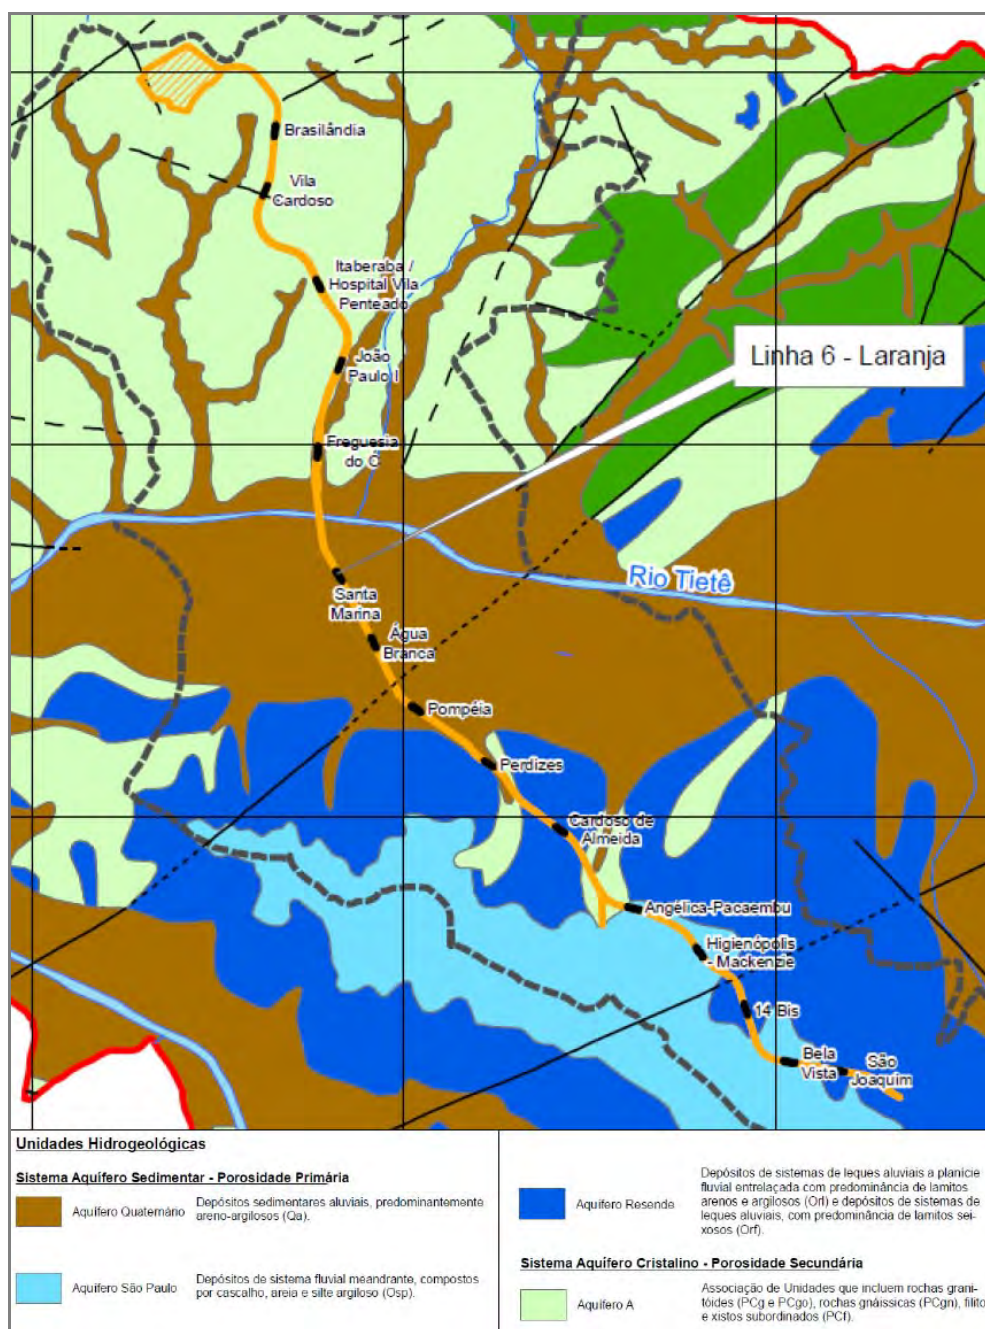 Brasilândia
Vila
Cardoso
Itaberaba /
Hospital Vila
Penteado
Linha 6 - Laranja
João
Paulo I
Freguesia
do Ó
Rio Tietê
Santa
Marina
Água
Branca
Pompéia
Perdizes
Cardoso de
Almeida
Angélica-Pacaembu
Higienópolis
- Mackenzie
14 Bis
Bela
Vista
São
Joaquim
Unidades Hidrogeológicas
Sistema Aquífero Sedimentar - Porosidade Primária
Aquífero Quaternário
Depósitos sedimentares aluviais, predominantemente
areno-argilosos (Qa).
Aquífero São Paulo
Depósitos de sistema fluvial meandrante, compostos
por cascalho, areia e silte argiloso (Osp).
Aquífero Resende
Depósitos de sistemas de leques aluviais a planície
fluvial entrelaçada com predominância de lamitos
arenos e argilosos (Orl) e depósitos de sistemas de
leques aluviais, com predominância de lamitos sei-
xosos (Orf).
Sistema Aquífero Cristalino - Porosidade Secundária
Aquífero A
Associação de Unidades que incluem rochas grani-
tóides (PCg e PCgo), rochas gnáissicas (PCgn), filito
e xistos subordinados (PCf).